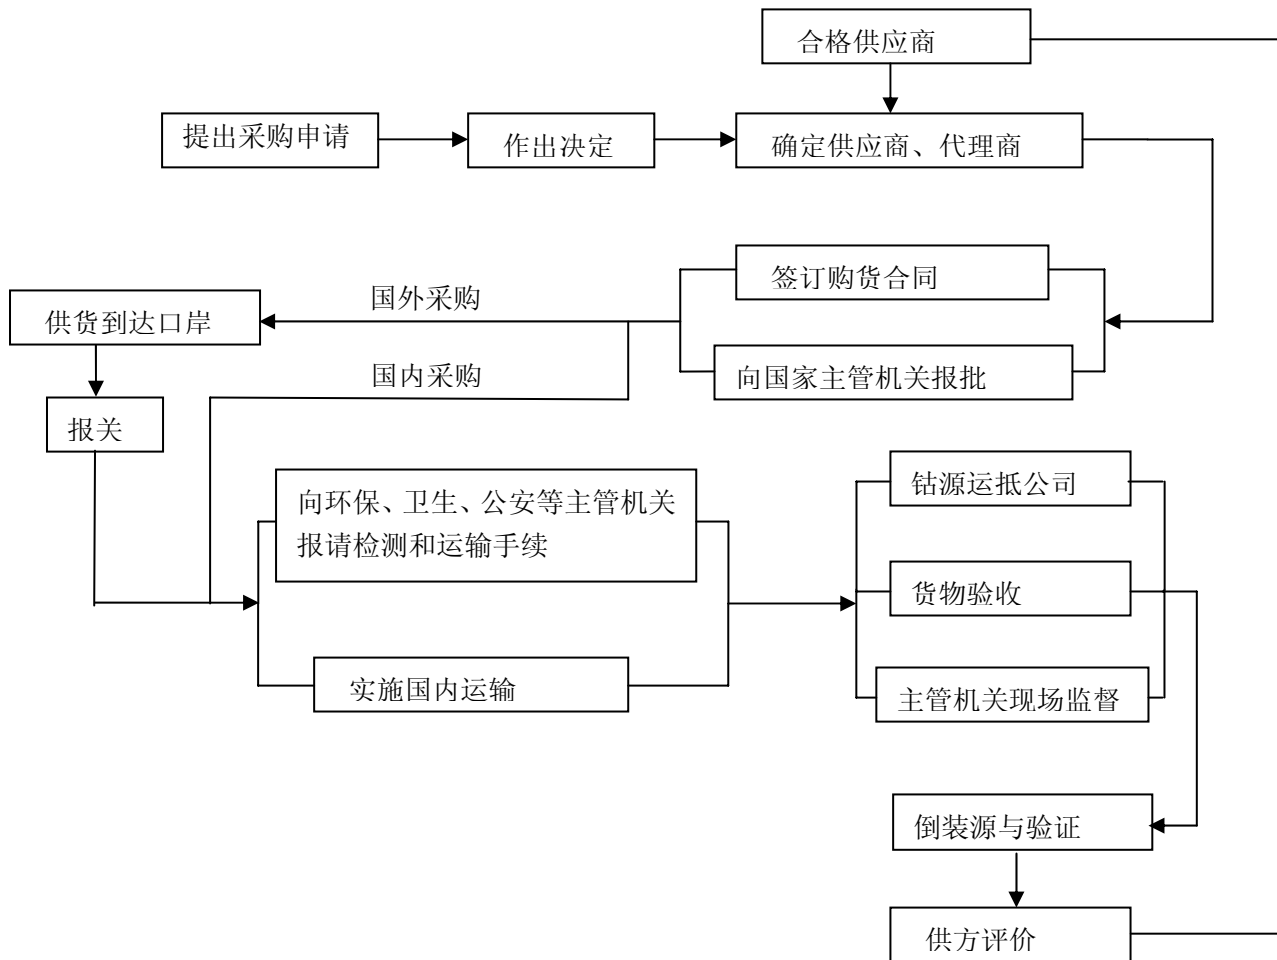 合格供应商
提出采购申请
作出决定
确定供应商、代理商
签订购货合同
国外采购
供货到达口岸
向国家主管机关报批
国内采购
报关
钴源运抵公司
向环保、卫生、公安等主管机关
报请检测和运输手续
货物验收
实施国内运输
主管机关现场监督
倒装源与验证
供方评价